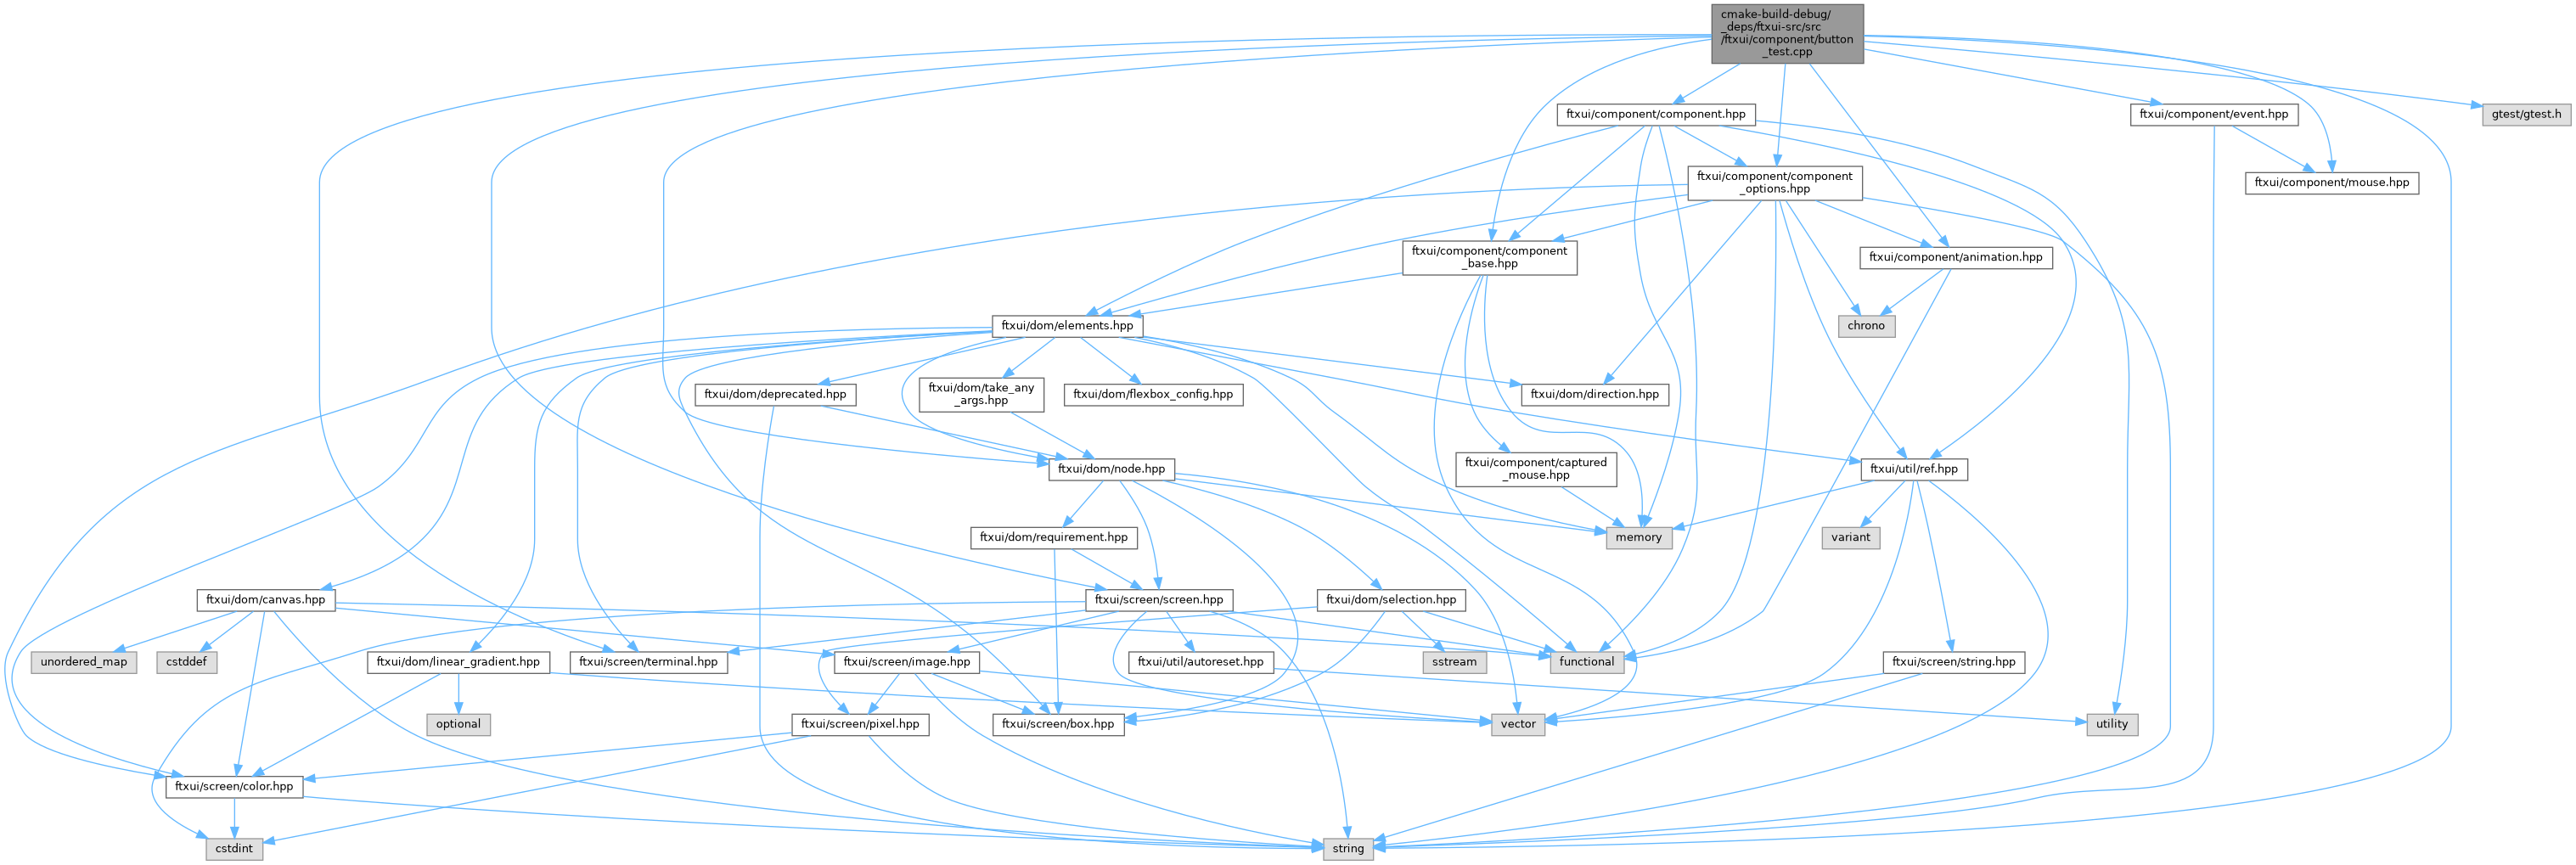 cmake-build-debug/
_deps/ftxui-src/src
/ftxui/component/button
_test.cpp
ftxui/component/component.hpp
ftxui/component/event.hpp
gtest/gtest.h
ftxui/component/component
_options.hpp
ftxui/component/mouse.hpp
ftxui/component/component
_base.hpp
ftxui/component/animation.hpp
ftxui/dom/elements.hpp
chrono
ftxui/dom/deprecated.hpp
ftxui/dom/take_any
_args.hpp
ftxui/dom/flexbox_config.hpp
ftxui/dom/direction.hpp
ftxui/dom/node.hpp
ftxui/component/captured
_mouse.hpp
ftxui/util/ref.hpp
ftxui/dom/requirement.hpp
memory
variant
ftxui/dom/canvas.hpp
ftxui/screen/screen.hpp
ftxui/dom/selection.hpp
unordered_map
cstddef
ftxui/dom/linear_gradient.hpp
ftxui/screen/terminal.hpp
ftxui/screen/image.hpp
ftxui/util/autoreset.hpp
sstream
functional
ftxui/screen/string.hpp
optional
ftxui/screen/pixel.hpp
ftxui/screen/box.hpp
vector
utility
ftxui/screen/color.hpp
cstdint
string